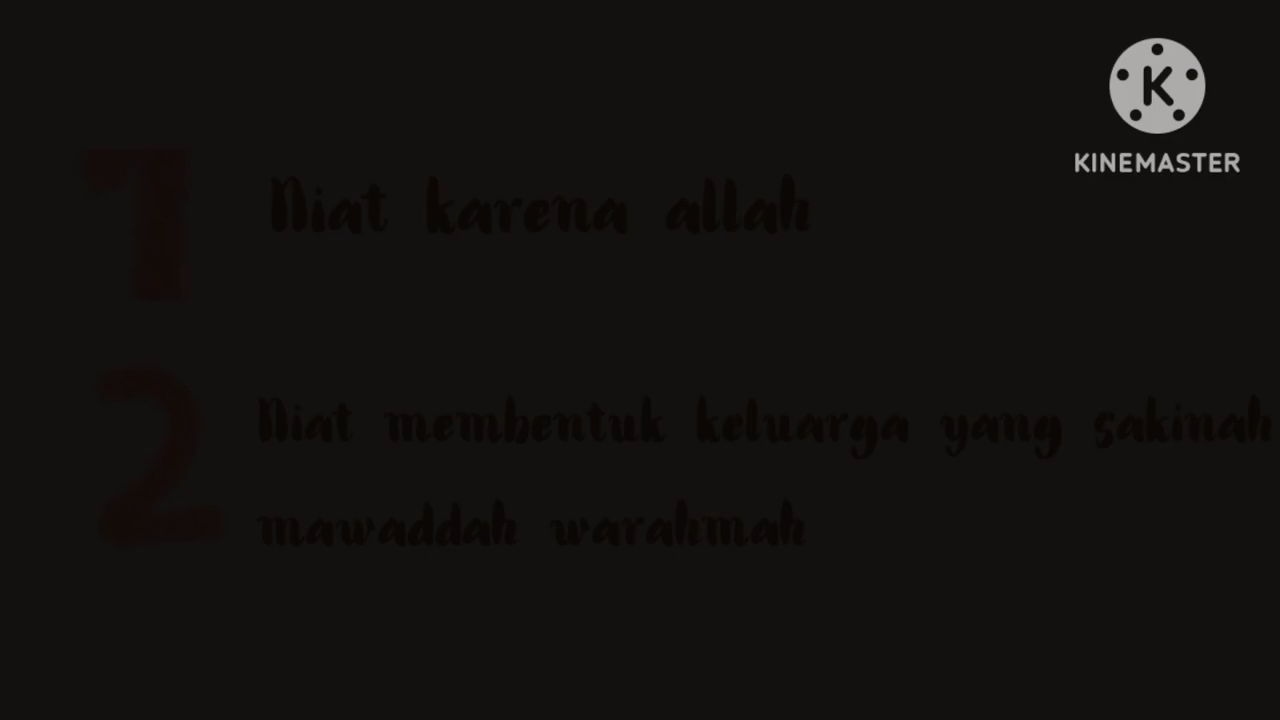 KINEMASTER
1 Niat karena allah
2 Niat membentuk keluarga yang sakinah
mawaddah warahmah